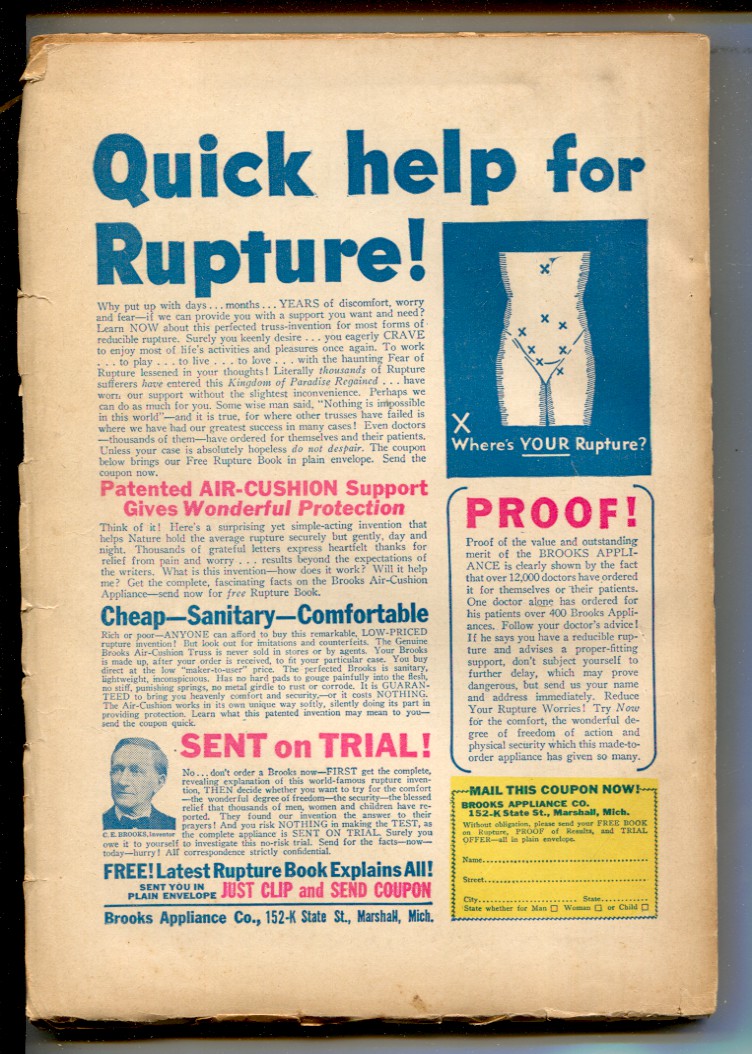 Quick help for
Rupture!
Why put up with days . . . months . . . YEARS of discomfort, worry
and fear—if we can provide you with a support you want and need?
Learn NOW about this perfected truss-invention for most forms of
reducible rupture. Surely you keenly desire . . . you eagerly CRAVE
to enjoy most of life's activities and pleasures once again. To work
. . . to play . . . to live . . . to love . . . with the haunting Fear of
Rupture lessened in your thoughts! Literally thousands of Rupture
sufferers have entered this Kingdom of Paradise Regained . . . have
worn our support without the slightest inconvenience. Perhaps we
can do as much for you. Some wise man said, "Nothing is impossible
in this world"—and it is true, for where other trusses have failed is
where we have had our greatest success in many cases! Even doctors
—thousands of them—have ordered for themselves and their patients.
Unless your case is absolutely hopeless do not despair. The coupon
below brings our Free Rupture Book in plain envelope. Send the
coupon now.
Patented AIR-CUSHION Support
Gives Wonderful Protection
Think of it! Here's a surprising yet simple-acting invention that
helps Nature hold the average rupture securely but gently, day and
night. Thousands of grateful letters express heartfelt thanks for
relief from pain and worry . . . results beyond the expectations of
the writers. What is this invention—how does it work? Will it help
me? Get the complete, fascinating facts on the Brooks Air-Cushion
Appliance—send now for free Rupture Book.
Cheap—Sanitary—Comfortable
Rich or poor—ANYONE can afford to buy this remarkable, LOW-PRICED
rupture invention! But look out for imitations and counterfeits. The Genuine
Brooks Air-Cushion Truss is never sold in stores or by agents. Your Brooks
is made up, after your order is received, to fit your particular case. You buy
direct at the low "maker-to-user" price. The perfected Brooks is sanitary,
lightweight, inconspicuous. Has no hard pads to gouge painfully into the flesh,
no stiff, punishing springs, no metal girdle to rust or corrode. It is GUARAN-
TEED to bring you heavenly comfort and security,—or it costs NOTHING.
The Air-Cushion works in its own unique way softly, silently doing its part in
providing protection. Learn what this patented invention may mean to you—
send the coupon quick.
SENT on TRIAL!
No . . . don't order a Brooks now—FIRST get the complete,
revealing explanation of this world-famous rupture inven-
tion, THEN decide whether you want to try for the comfort
—the wonderful degree of freedom—the security—the blessed
relief that thousands of men, women and children have re-
ported. They found our invention the answer to their
prayers! And you risk NOTHING in making the TEST, as
the complete appliance is SENT ON TRIAL. Surely you
owe it to yourself to investigate this no-risk trial. Send for the facts—now—
today—hurry! All correspondence strictly confidential.
C. E. BROOKS, Inventor
FREE! Latest Rupture Book Explains All!
SENT YOU IN
PLAIN ENVELOPE
JUST CLIP and SEND COUPON
Brooks Appliance Co., 152-K State St., Marshall, Mich.
X
Where's YOUR Rupture?
PROOF!
Proof of the value and outstanding
merit of the BROOKS APPLI-
ANCE is clearly shown by the fact
that over 12,000 doctors have ordered
it for themselves or their patients.
One doctor alone has ordered for
his patients over 400 Brooks Appli-
ances. Follow your doctor's advice!
If he says you have a reducible rup-
ture and advises a proper-fitting
support, don't subject yourself to
further delay, which may prove
dangerous, but send us your name
and address immediately. Reduce
Your Rupture Worries! Try Now
for the comfort, the wonderful de-
gree of freedom of action and
physical security which this made-to-
order appliance has given so many.
MAIL THIS COUPON NOW!
BROOKS APPLIANCE CO.
152-K State St., Marshall, Mich.
Without obligation, please send your FREE BOOK
on Rupture, PROOF of Results, and TRIAL
OFFER—all in plain envelope.
Name
Street
City State
State whether for Man □ Woman □ or Child □